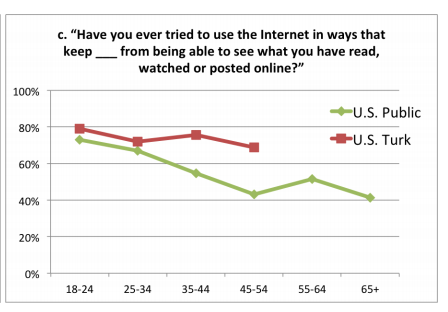 c. “Have you ever tried to use the Internet in ways that
keep ___ from being able to see what you have read,
watched or posted online?”
100%
80%
60%
40%
20%
0%
U.S. Public
U.S. Turk
18-24 25-34 35-44 45-54 55-64 65+